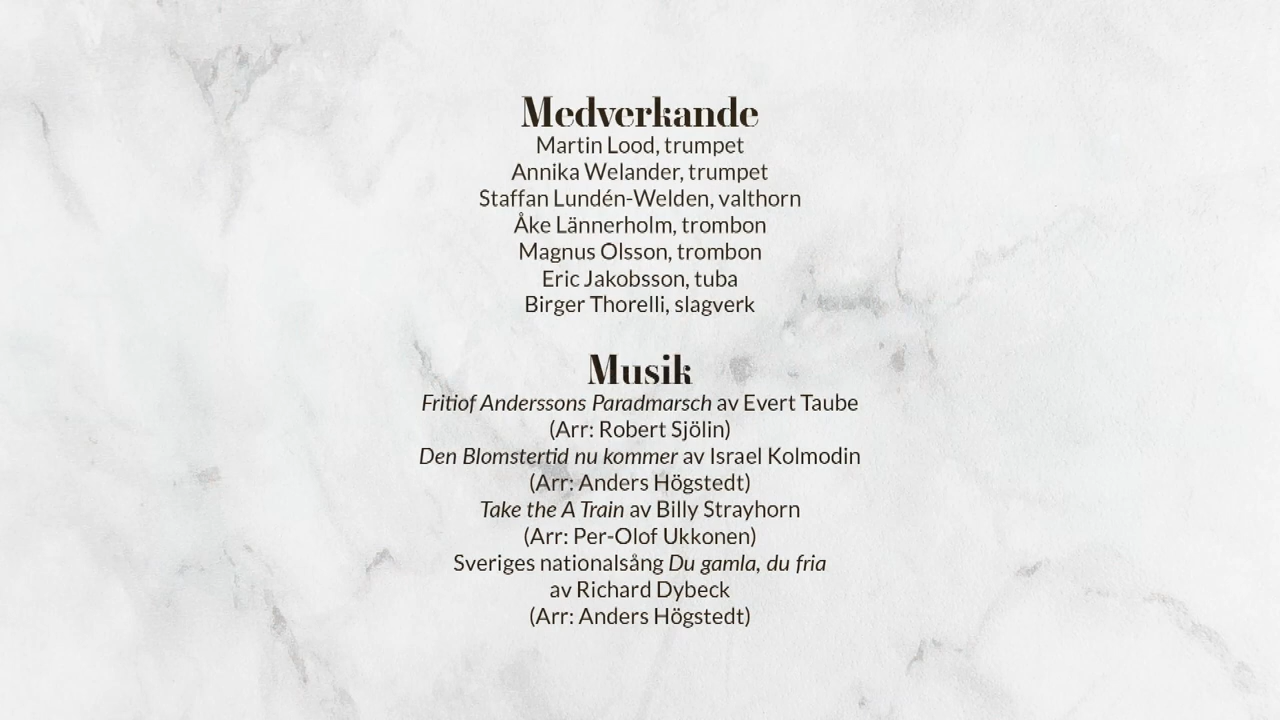 Medverkande
Martin Lood, trumpet
Annika Welander, trumpet
Staffan Lundén-Welden, valthorn
Åke Lännerholm, trombon
Magnus Olsson, trombon
Eric Jakobsson, tuba
Birger Thorelli, slagverk
Musik
Fritiof Anderssons Paradmarsch av Evert Taube
(Arr: Robert Sjölin)
Den Blomstertid nu kommer av Israel Kolmodin
(Arr: Anders Högstedt)
Take the A Train av Billy Strayhorn
(Arr: Per-Olof Ukkonen)
Sveriges nationalsång Du gamla, du fria
av Richard Dybeck
(Arr: Anders Högstedt)